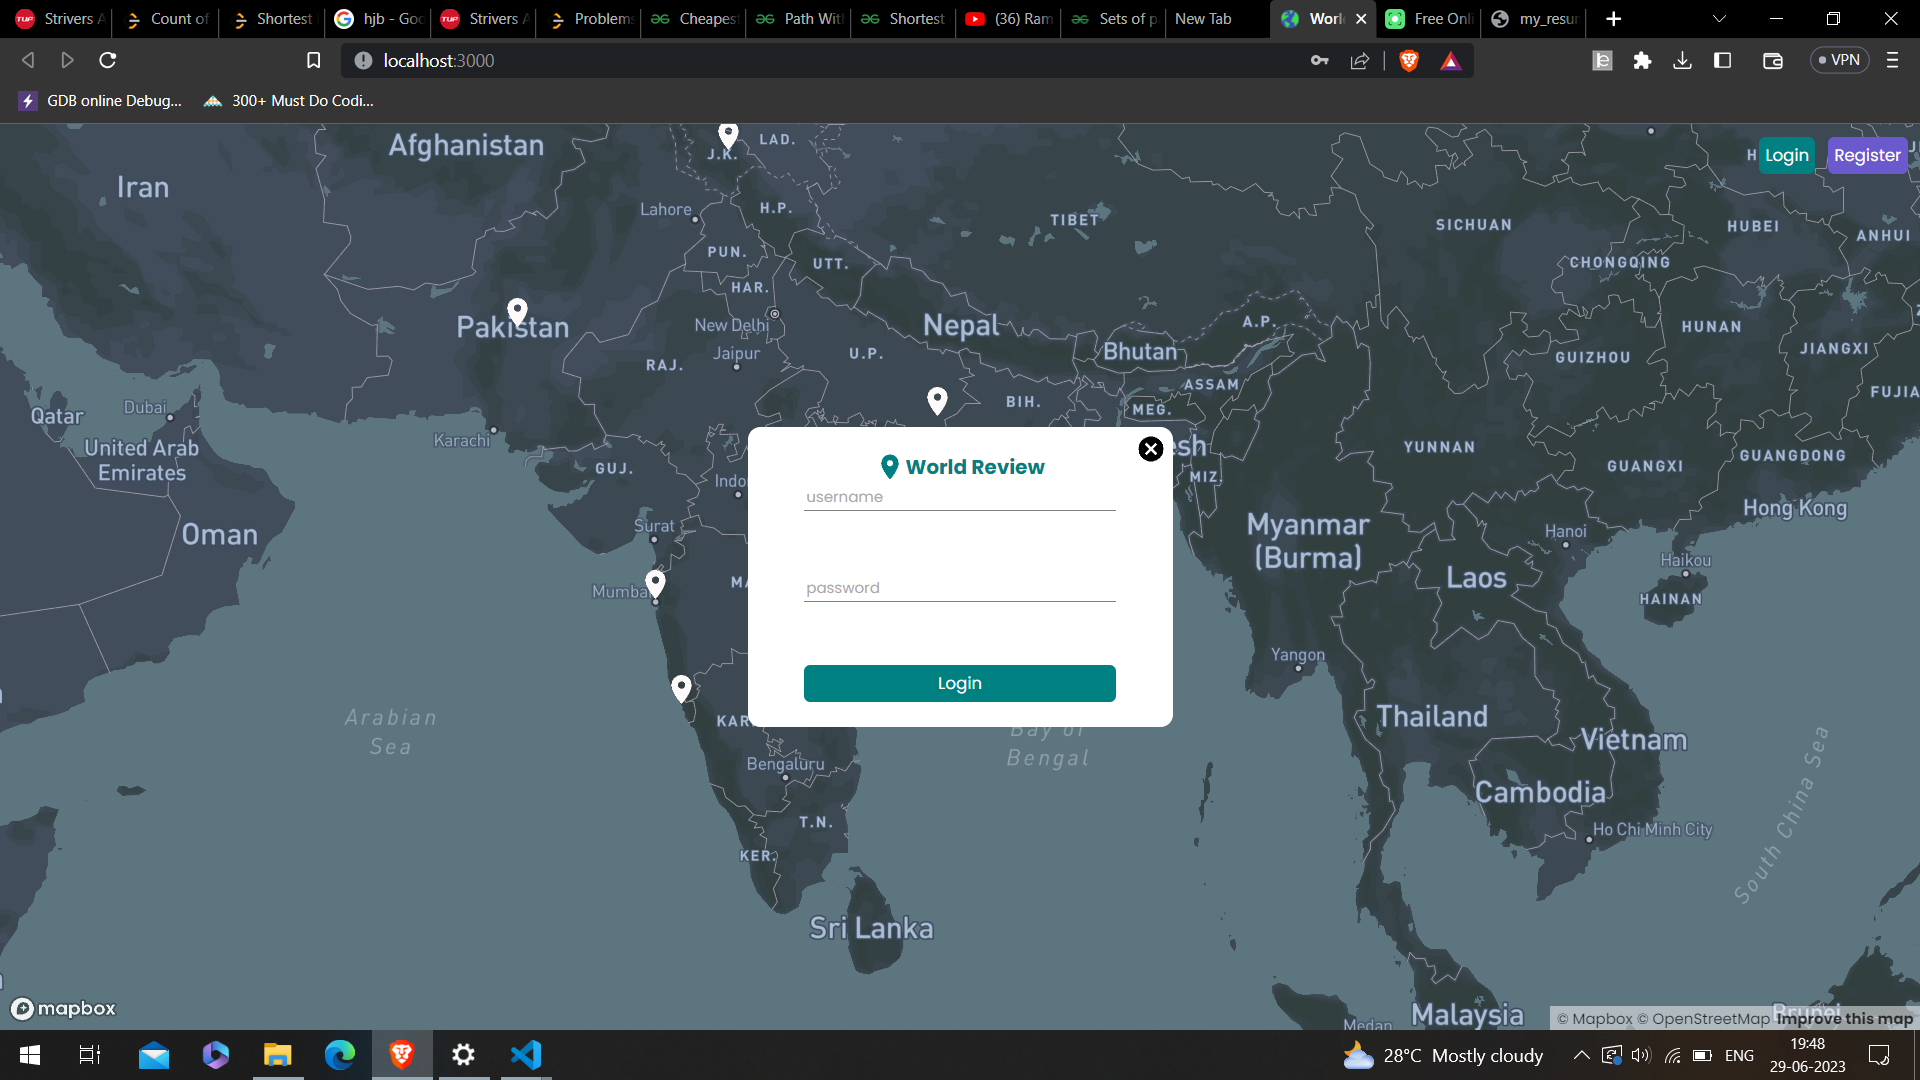 Strivers A
Count of
Shortest
hjb - Goo
Strivers A
Problems
Cheapest
Path With
Shortest
(36) Ram
Sets of p
New Tab
Worl
Free Onli
my_resur
localhost:3000
VPN
GDB online Debug...
300+ Must Do Codi...
Afghanistan
LAD.
J.K.
Login
Register
Iran
Lahore
H.P.
TIBET
SICHUAN
HUBEI
ANHUI
PUN.
UTT.
CHONGQING
HAR.
New Delhi
Pakistan
Nepal
A.P.
HUNAN
Jaipur
U.P.
Bhutan
GUIZHOU
JIANGXI
RAJ.
ASSAM
FUJIA
Qatar
Dubai
BIH.
MEG.
Karachi
United Arab
Emirates
esh
YUNNAN
GUANGDONG
GUJ.
World Review
MIZ.
GUANGXI
Indo
username
Hong Kong
Oman
Surat
Myanmar
(Burma)
Hanoi
Haikou
Mumbai
MA
password
Laos
HAINAN
Yangon
Login
Arabian
Sea
KAR
Bay of
Bengal
Thailand
Vietnam
Bengaluru
Cambodia
South China Sea
T.N.
Ho Chi Minh City
KER.
Sri Lanka
mapbox
Medan
Malaysia
Brunei
© Mapbox © OpenStreetMap Improve this map
28°C Mostly cloudy
ENG
19:48
29-06-2023